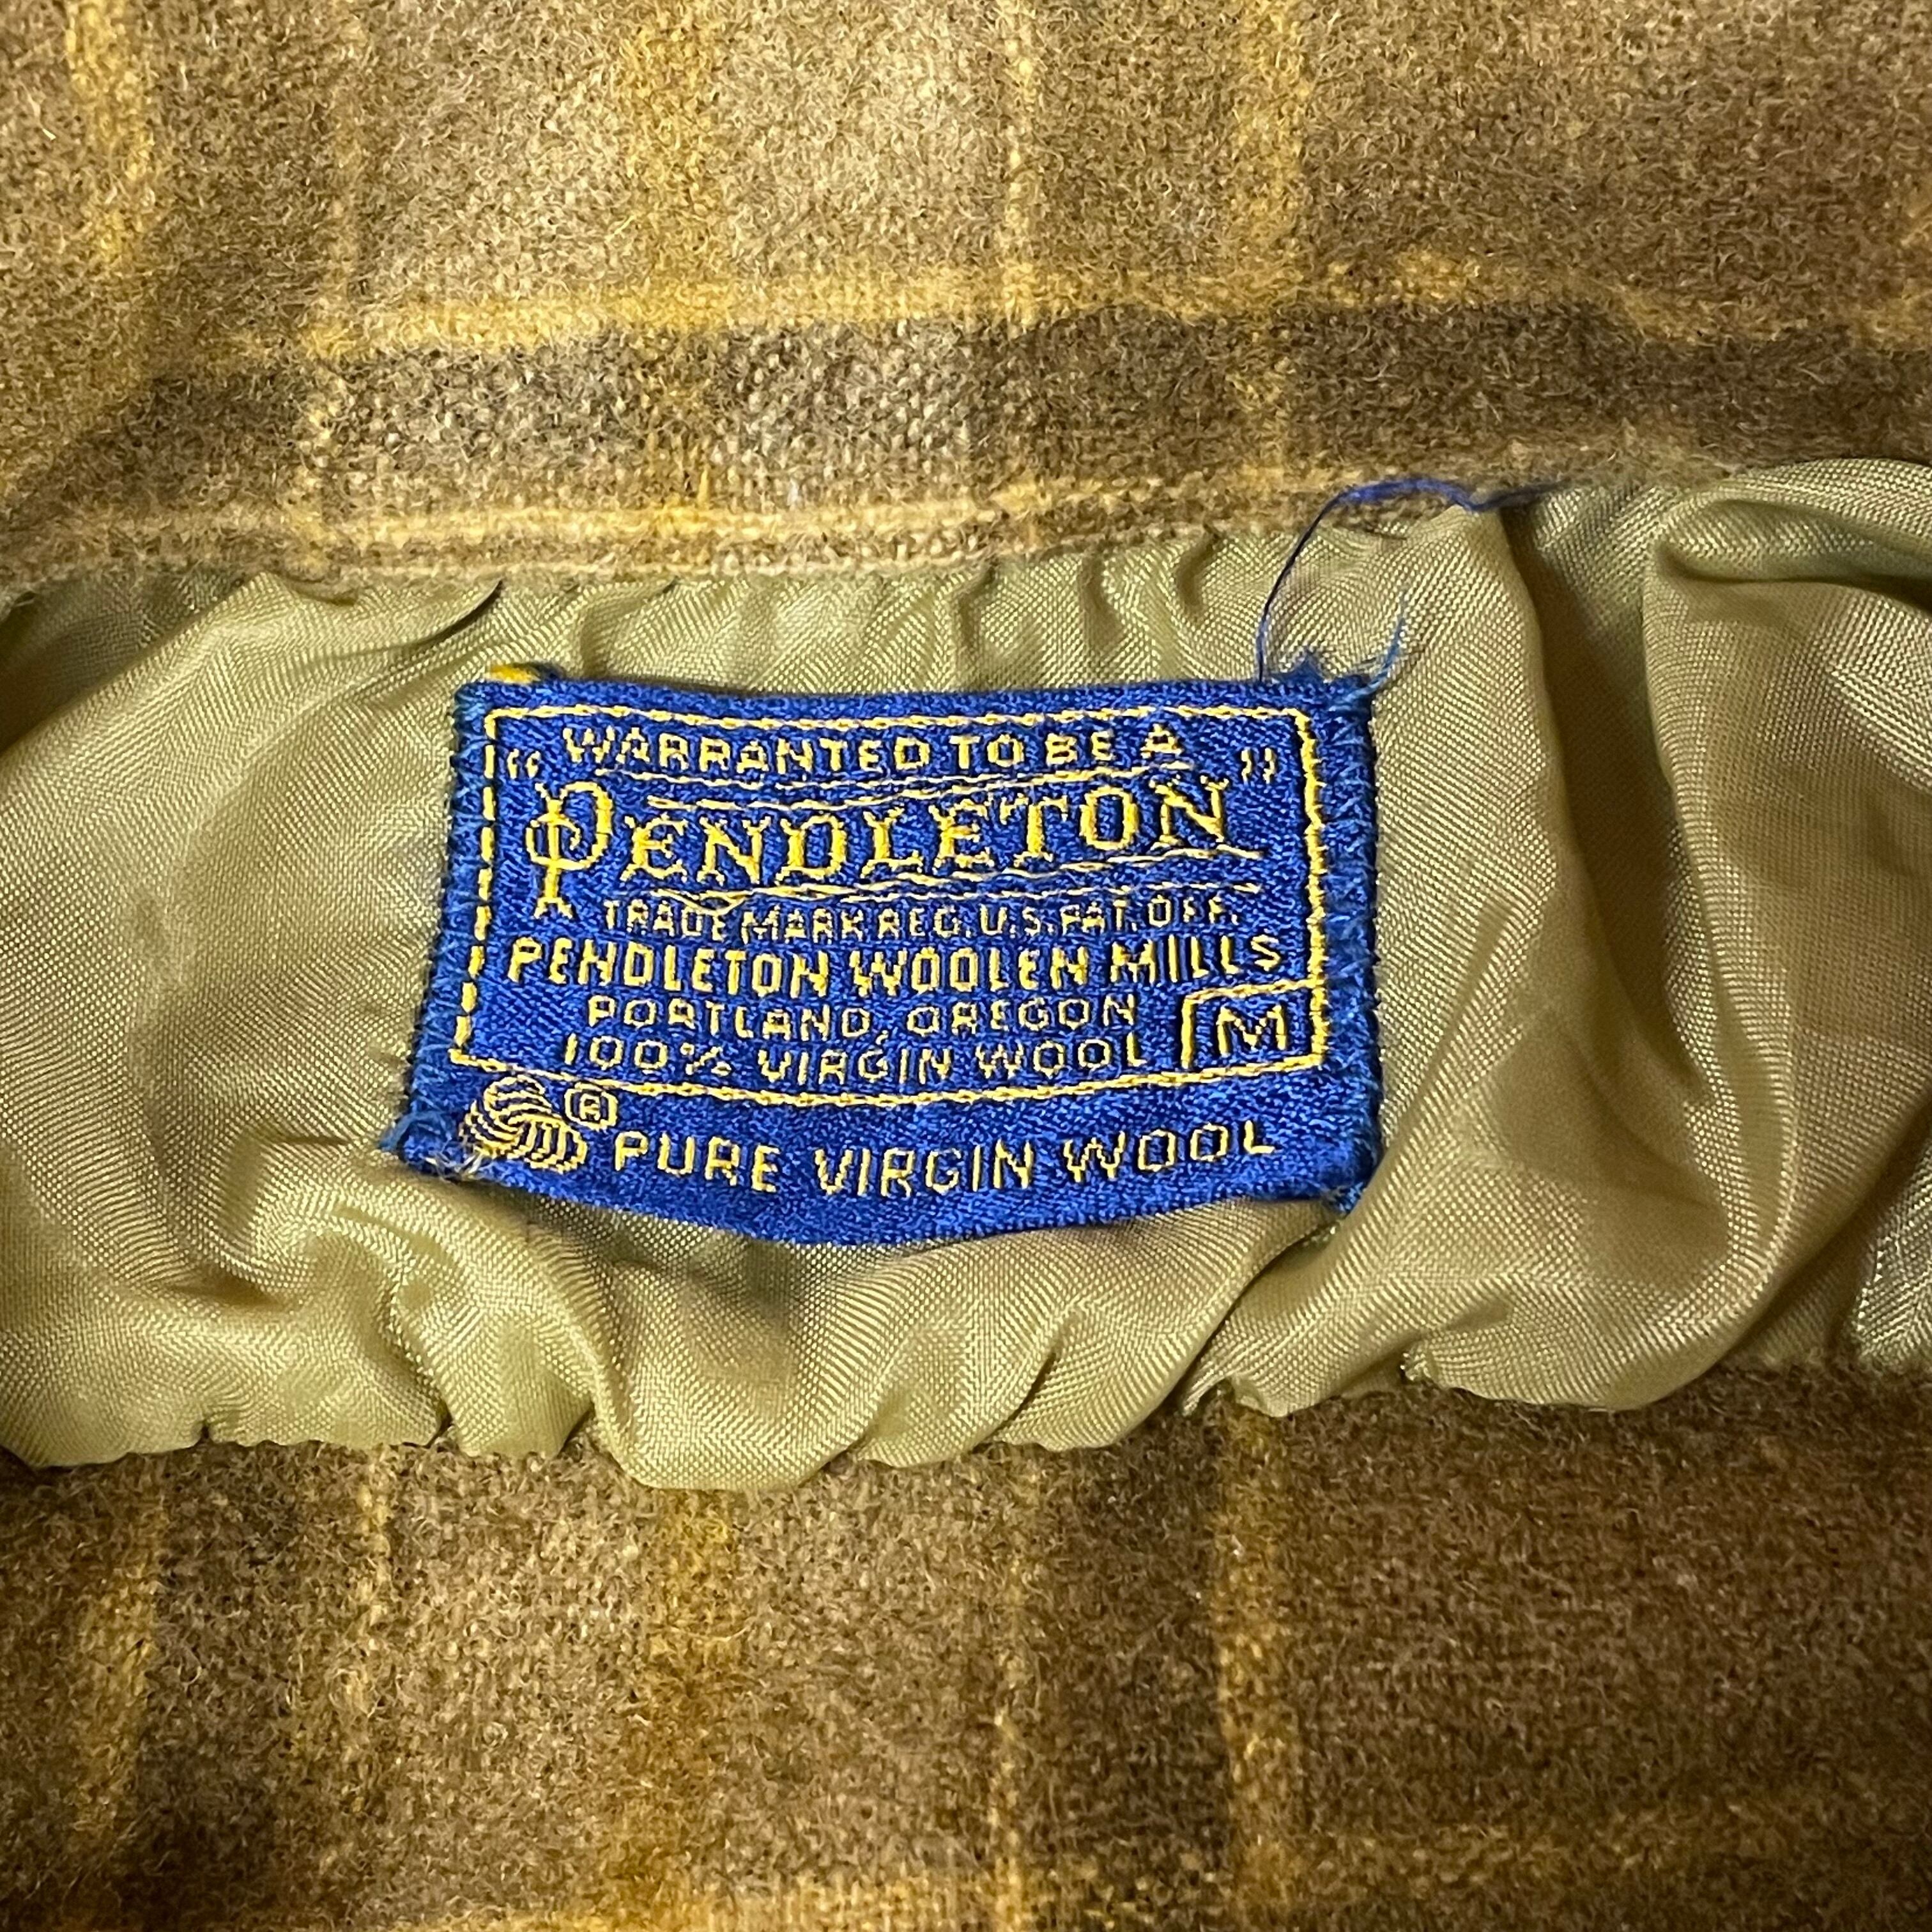 “ WARRANTED TO BE A ”
PENDLETON
TRADE MARK REG. U.S. PAT. OFF.
PENDLETON WOOLEN MILLS
PORTLAND, OREGON
100% VIRGIN WOOL M
® PURE VIRGIN WOOL